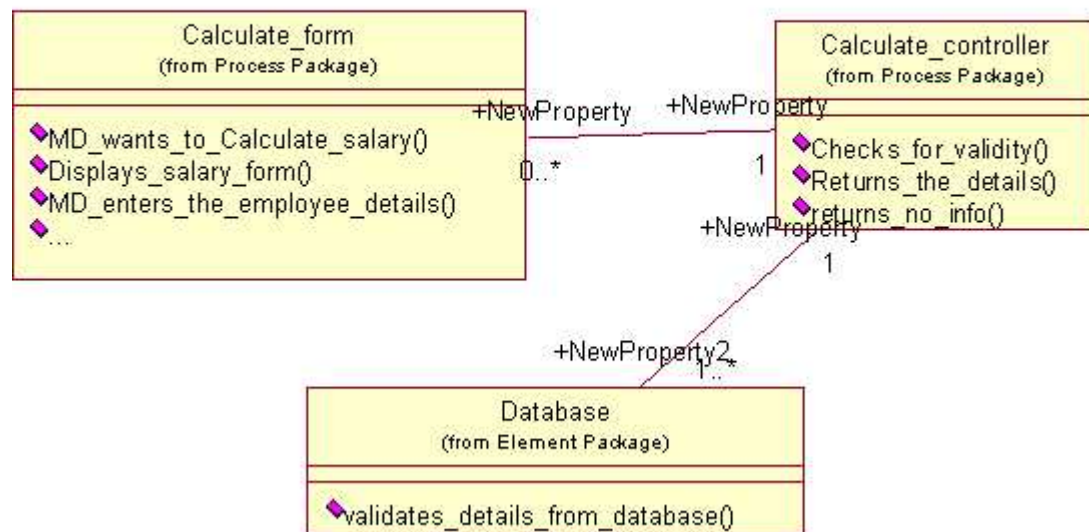 Calculate_form
(from Process Package)
MD_wants_to_Calculate_salary()
Displays_salary_form()
MD_enters_the_employee_details()
....
+NewProperty
0..*
+NewProperty
1
Calculate_controller
(from Process Package)
Checks_for_validity()
Returns_the_details()
returns_no_info()
+NewProperty
1
+NewProperty2
1..*
Database
(from Element Package)
validates_details_from_database()